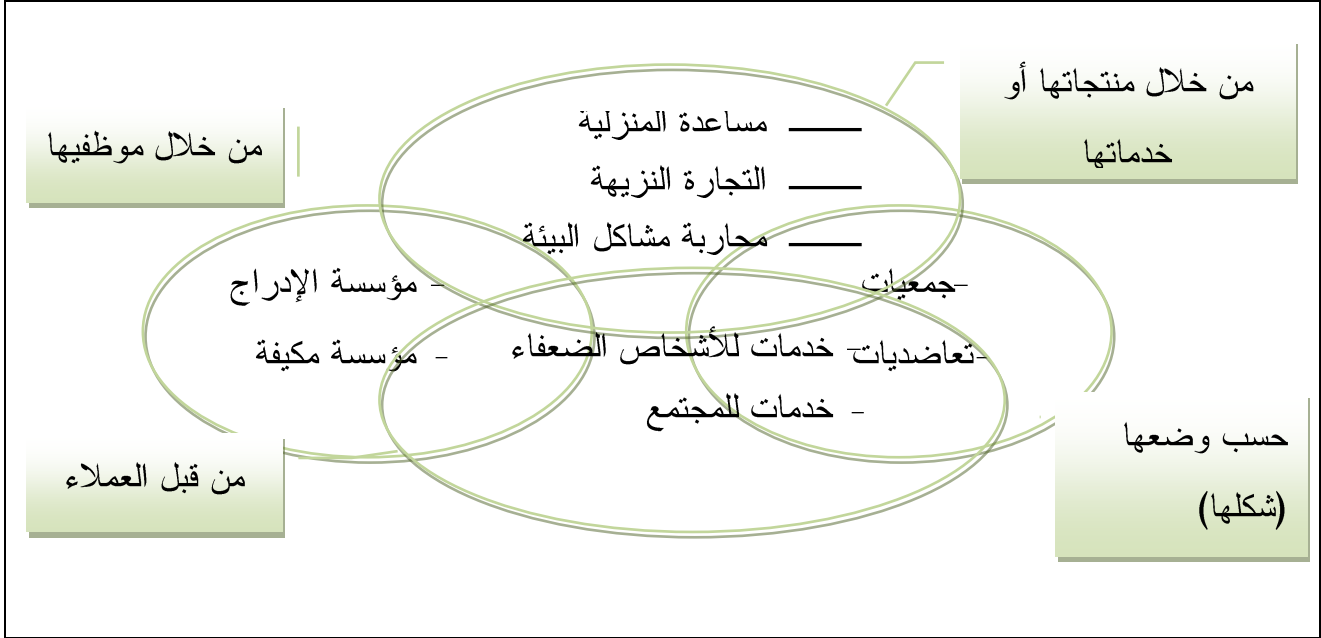 من خلال منتجاتها أو
خدماتها
من خلال موظفيها
مساعدة المنزلية
التجارة النزيهة
محاربة مشاكل البيئة
-جمعيات
-تعاضديات
- مؤسسة الإدراج
- مؤسسة مكيفة
- خدمات للأشخاص الضعفاء
- خدمات للمجتمع
حسب وضعها
(شكلها)
من قبل العملاء